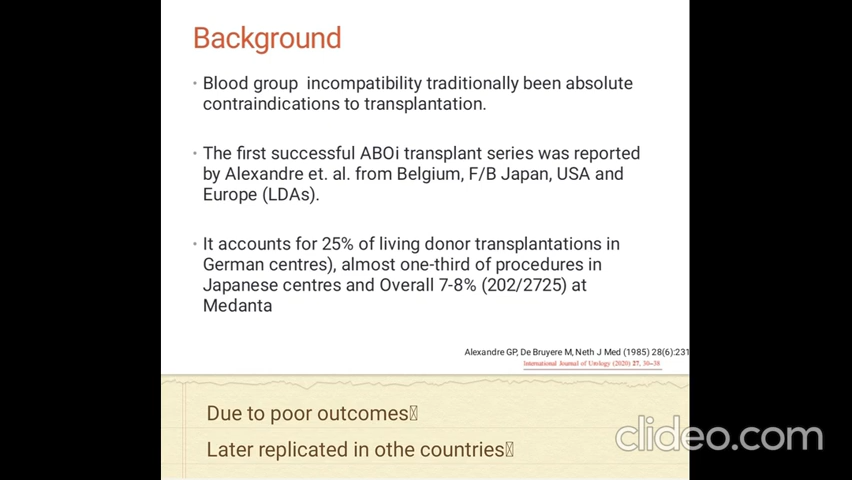 Background
· Blood group incompatibility traditionally been absolute
contraindications to transplantation.
· The first successful ABOi transplant series was reported
by Alexandre et. al. from Belgium, F/B Japan, USA and
Europe (LDAs).
· It accounts for 25% of living donor transplantations in
German centres), almost one-third of procedures in
Japanese centres and Overall 7-8% (202/2725) at
Medanta
Alexandre GP, De Bruyere M, Neth J Med (1985) 28(6):231
International Journal of Urology (2020) 27, 30–38
Due to poor outcomes
Later replicated in othe countries
clideo.com